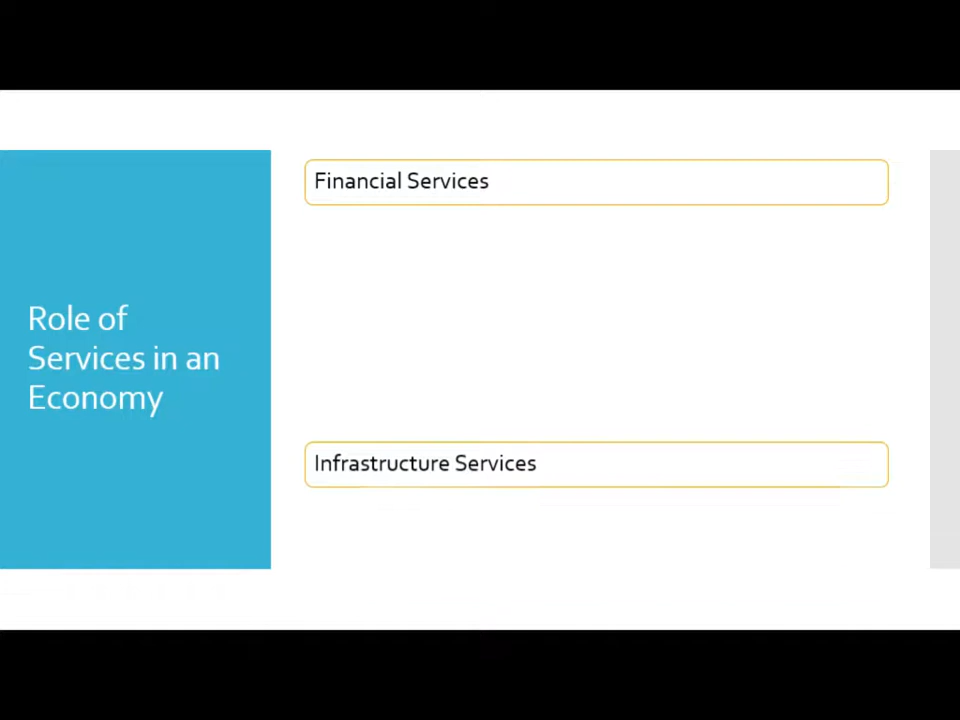 Role of
Services in an
Economy
Financial Services
Infrastructure Services